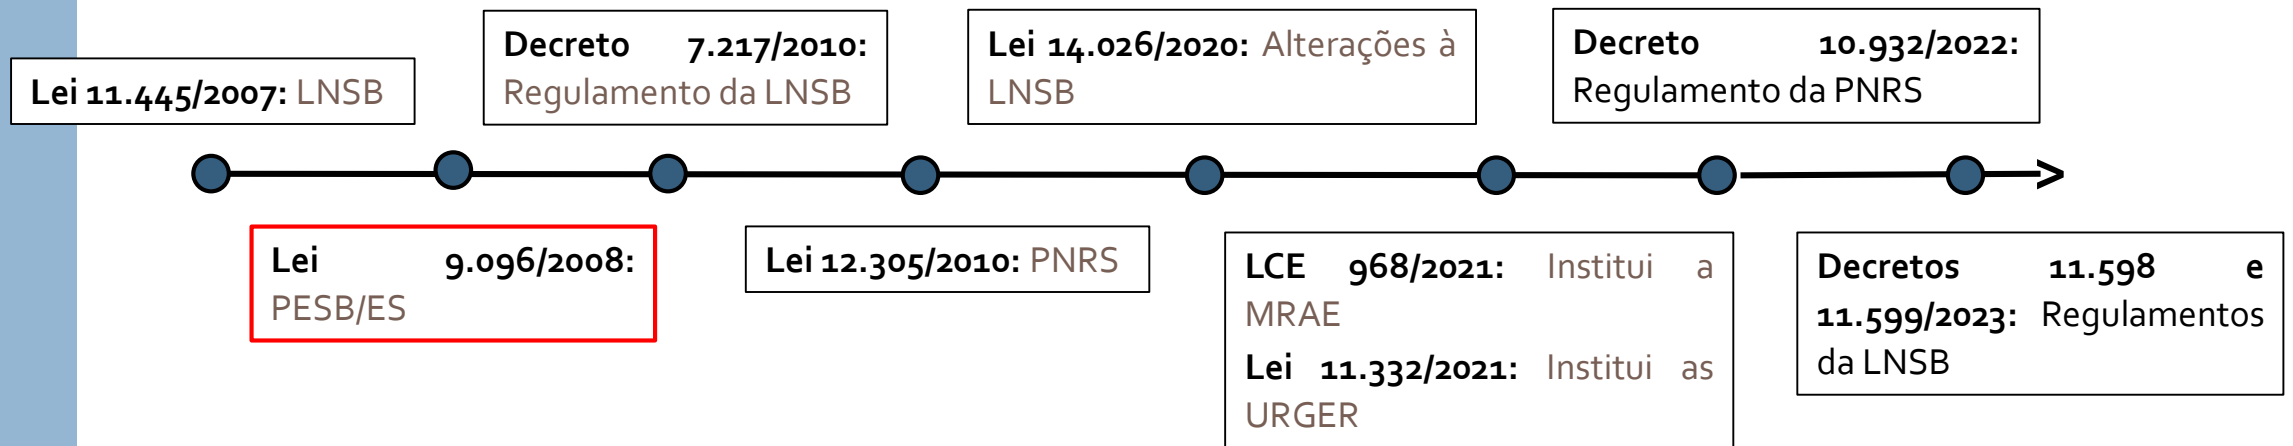 Lei 11.445/2007: LNSB
Decreto 7.217/2010:
Regulamento da LNSB
Lei 14.026/2020: Alterações à
LNSB
Decreto 10.932/2022:
Regulamento da PNRS
Lei 9.096/2008:
PESB/ES
Lei 12.305/2010: PNRS
LCE 968/2021: Institui a
MRAE
Lei 11.332/2021: Institui as
URGER
Decretos 11.598 e
11.599/2023: Regulamentos
da LNSB